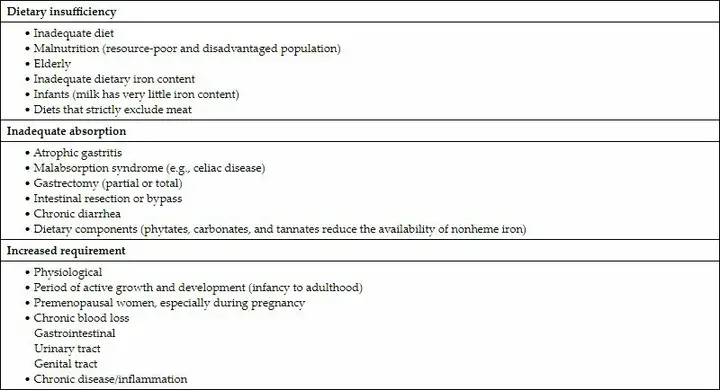 Dietary insufficiency
• Inadequate diet
• Malnutrition (resource-poor and disadvantaged population)
• Elderly
• Inadequate dietary iron content
• Infants (milk has very little iron content)
• Diets that strictly exclude meat
Inadequate absorption
• Atrophic gastritis
• Malabsorption syndrome (e.g., celiac disease)
• Gastrectomy (partial or total)
• Intestinal resection or bypass
• Chronic diarrhea
• Dietary components (phytates, carbonates, and tannates reduce the availability of nonheme iron)
Increased requirement
• Physiological
• Period of active growth and development (infancy to adulthood)
• Premenopausal women, especially during pregnancy
• Chronic blood loss
Gastrointestinal
Urinary tract
Genital tract
• Chronic disease/inflammation